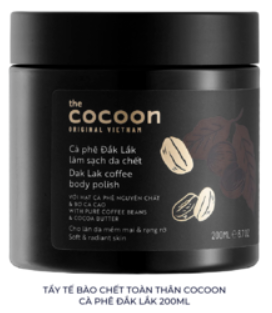 the
cocoon
ORIGINAL VIETNAM
Cà phê Đắk Lắk
làm sạch da chết
Dak Lak coffee
body polish
VỚI HẠT CÀ PHÊ NGUYÊN CHẤT
& BƠ CA CAO
WITH PURE COFFEE BEANS
& COCOA BUTTER
Cho làn da mềm mại & rạng rỡ
Soft & radiant skin
200ML
TẨY TẾ BÀO CHẾT TOÀN THÂN COCOON
CÀ PHÊ ĐẮK LẮK 200ML